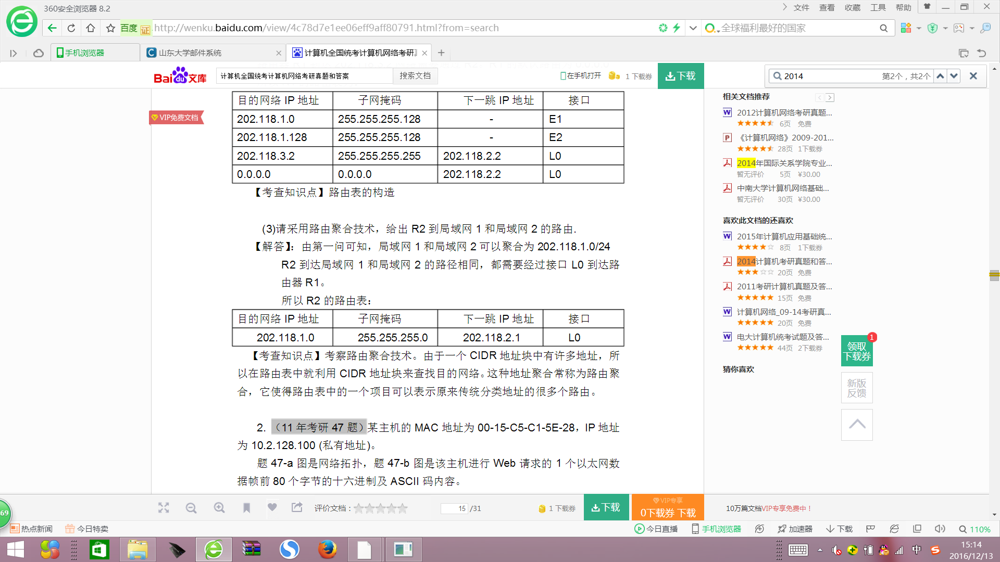 360安全浏览器 8.2
文件 查看 收藏 工具 帮助
百度 证 http://wenku.baidu.com/view/4c78d7e1ee06eff9aff80791.html?from=search
全球福利最好的国家
手机浏览器
山东大学邮件系统
计算机全国统考计算机网络考研真
Baidu文库
计算机全国统考计算机网络考研真题和答案
搜索文档
在手机打开
1 下载券
下载
2014
第2个，共2个
VIP免费文档
目的网络 IP 地址 子网掩码 下一跳 IP 地址 接口
202.118.1.0 255.255.255.128 - E1
202.118.1.128 255.255.255.128 - E2
202.118.3.2 255.255.255.255 202.118.2.2 L0
0.0.0.0 0.0.0.0 202.118.2.2 L0
【考查知识点】路由表的构造
(3)请采用路由聚合技术，给出 R2 到局域网 1 和局域网 2 的路由.
【解答】：由第一问可知，局域网 1 和局域网 2 可以聚合为 202.118.1.0/24
R2 到达局域网 1 和局域网 2 的路径相同，都需要经过接口 L0 到达路
由器 R1。
所以 R2 的路由表：
目的网络 IP 地址 子网掩码 下一跳 IP 地址 接口
202.118.1.0 255.255.255.0 202.118.2.1 L0
【考查知识点】考察路由聚合技术。由于一个 CIDR 地址块中有许多地址，所
以在路由表中就利用 CIDR 地址块来查找目的网络。这种地址聚合常称为路由聚
合，它使得路由表中的一个项目可以表示原来传统分类地址的很多个路由。
2. （11 年考研 47 题）某主机的 MAC 地址为 00-15-C5-C1-5E-28，IP 地址
为 10.2.128.100 (私有地址)。
题 47-a 图是网络拓扑，题 47-b 图是该主机进行 Web 请求的 1 个以太网数
据帧前 80 个字节的十六进制及 ASCII 码内容。
相关文档推荐
2012计算机网络考研真题...
6页 免费
《计算机网络》2009-201...
28页 1下载券
2014年国际关系学院专业...
暂无评价 5页 ¥30.00
中南大学计算机网络基础...
暂无评价 30页 ¥30.00
喜欢此文档的还喜欢
2015年计算机应用基础统...
8页 1下载券
2014计算机考研真题和答...
20页 免费
2011考研计算机真题及答...
15页 免费
计算机网络_09-14考研真...
20页 免费
电大计算机统考试题及答...
44页 2下载券
猜你喜欢
1
领取
下载券
新版
反馈
评价文档：
15 /31
1 下载券
下载
VIP专享
0下载券 下载
10万篇文档VIP专享免费中！
69
热点新闻
今日特卖
今日直播
手机浏览器
加速器
下载
110%
中
15:14
2016/12/13